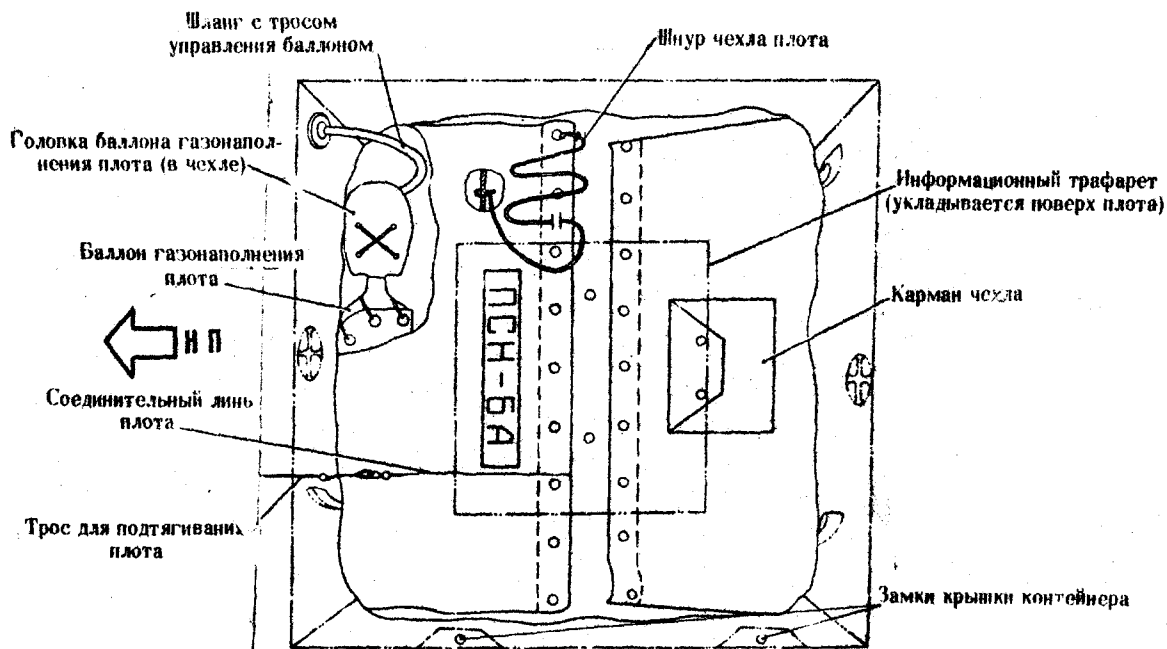 Шланг с тросом
управления баллоном
Шнур чехла плота
Головка баллона газонапол-
нения плота (в чехле)
Информационный трафарет
(укладывается поверх плота)
Баллон газонаполнения
плота
Карман чехла
НП
ПСН-6А
Соединительный линь
плота
Трос для подтягивани
плота
Замки крышки контейнера